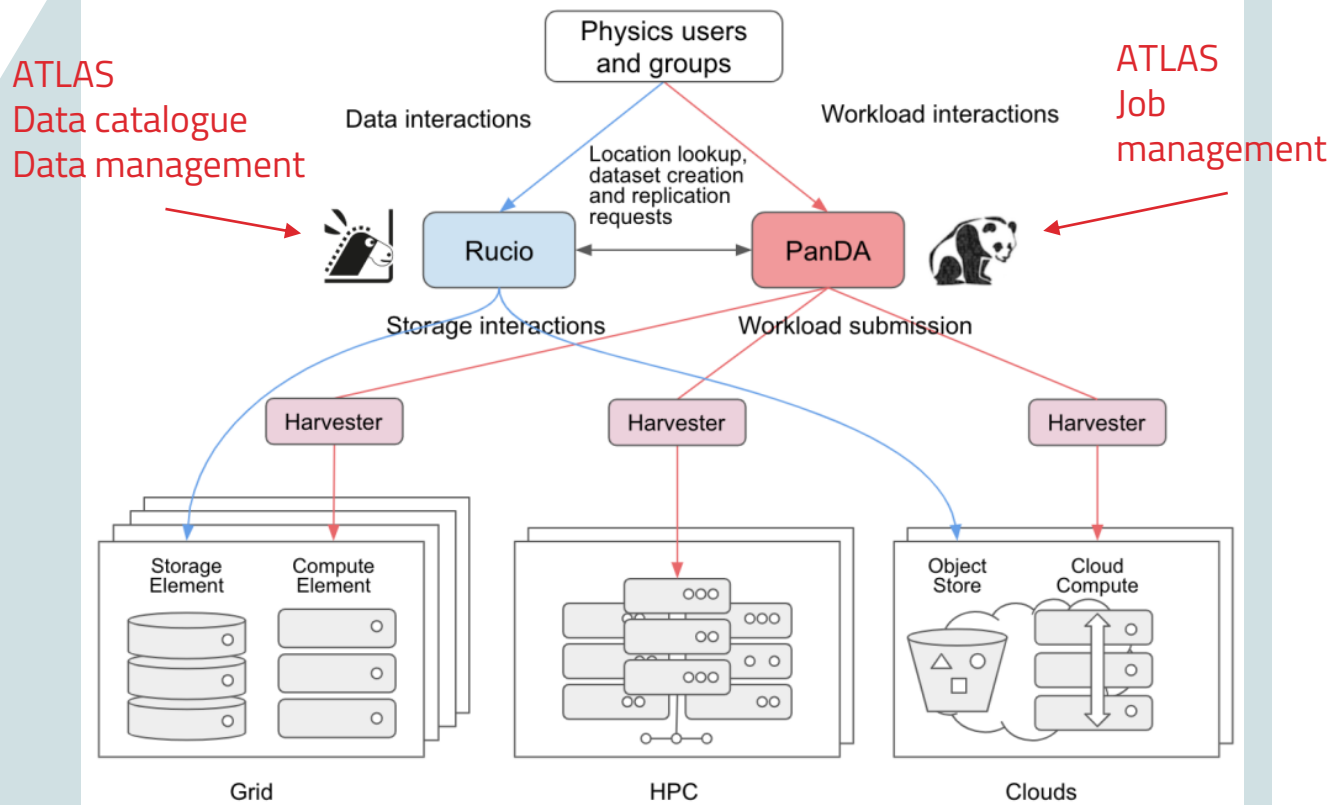 Physics users
and groups
ATLAS
Data catalogue
Data management
ATLAS
Job
management
Data interactions
Workload interactions
Location lookup,
dataset creation
and replication
requests
Rucio
PanDA
Storage interactions
Workload submission
Harvester
Harvester
Harvester
Storage
Element
Compute
Element
Object
Store
Cloud
Compute
Grid
HPC
Clouds